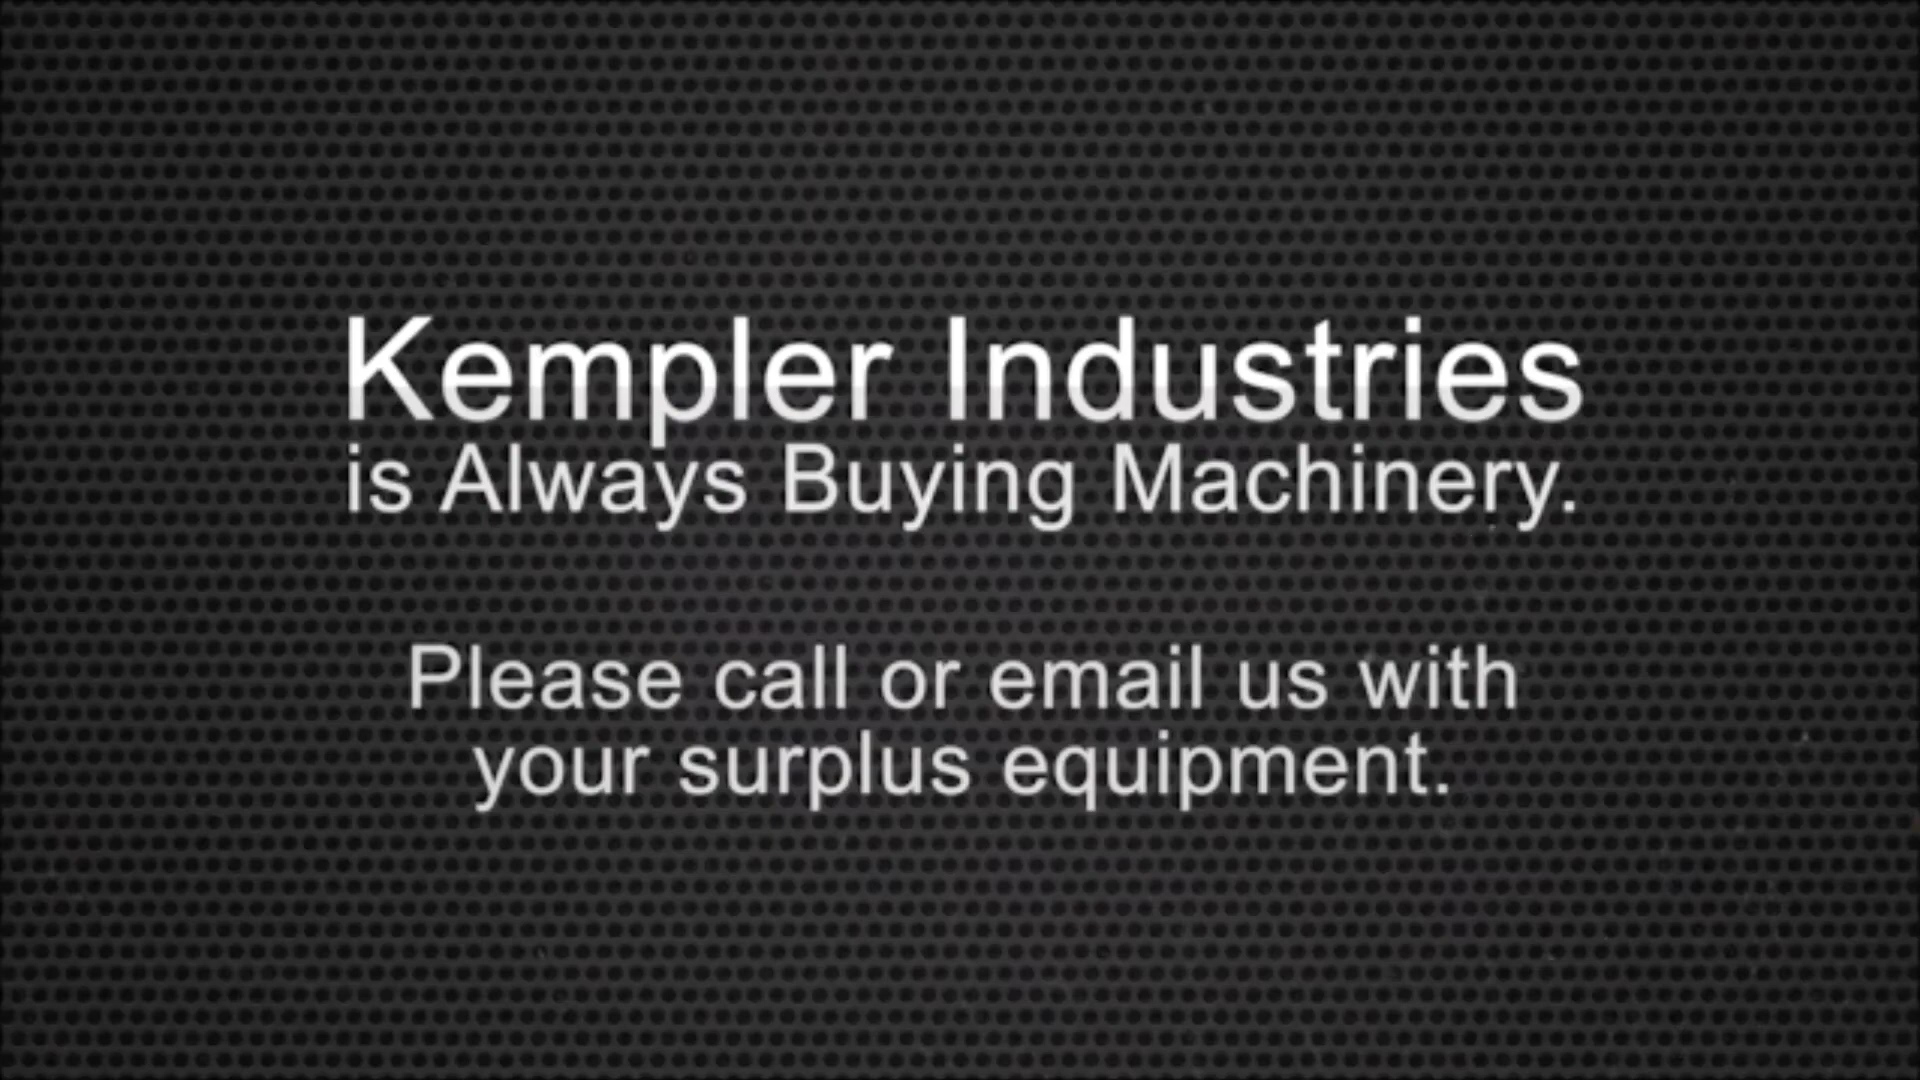 Kempler Industries
is Always Buying Machinery.
Please call or email us with
your surplus equipment.